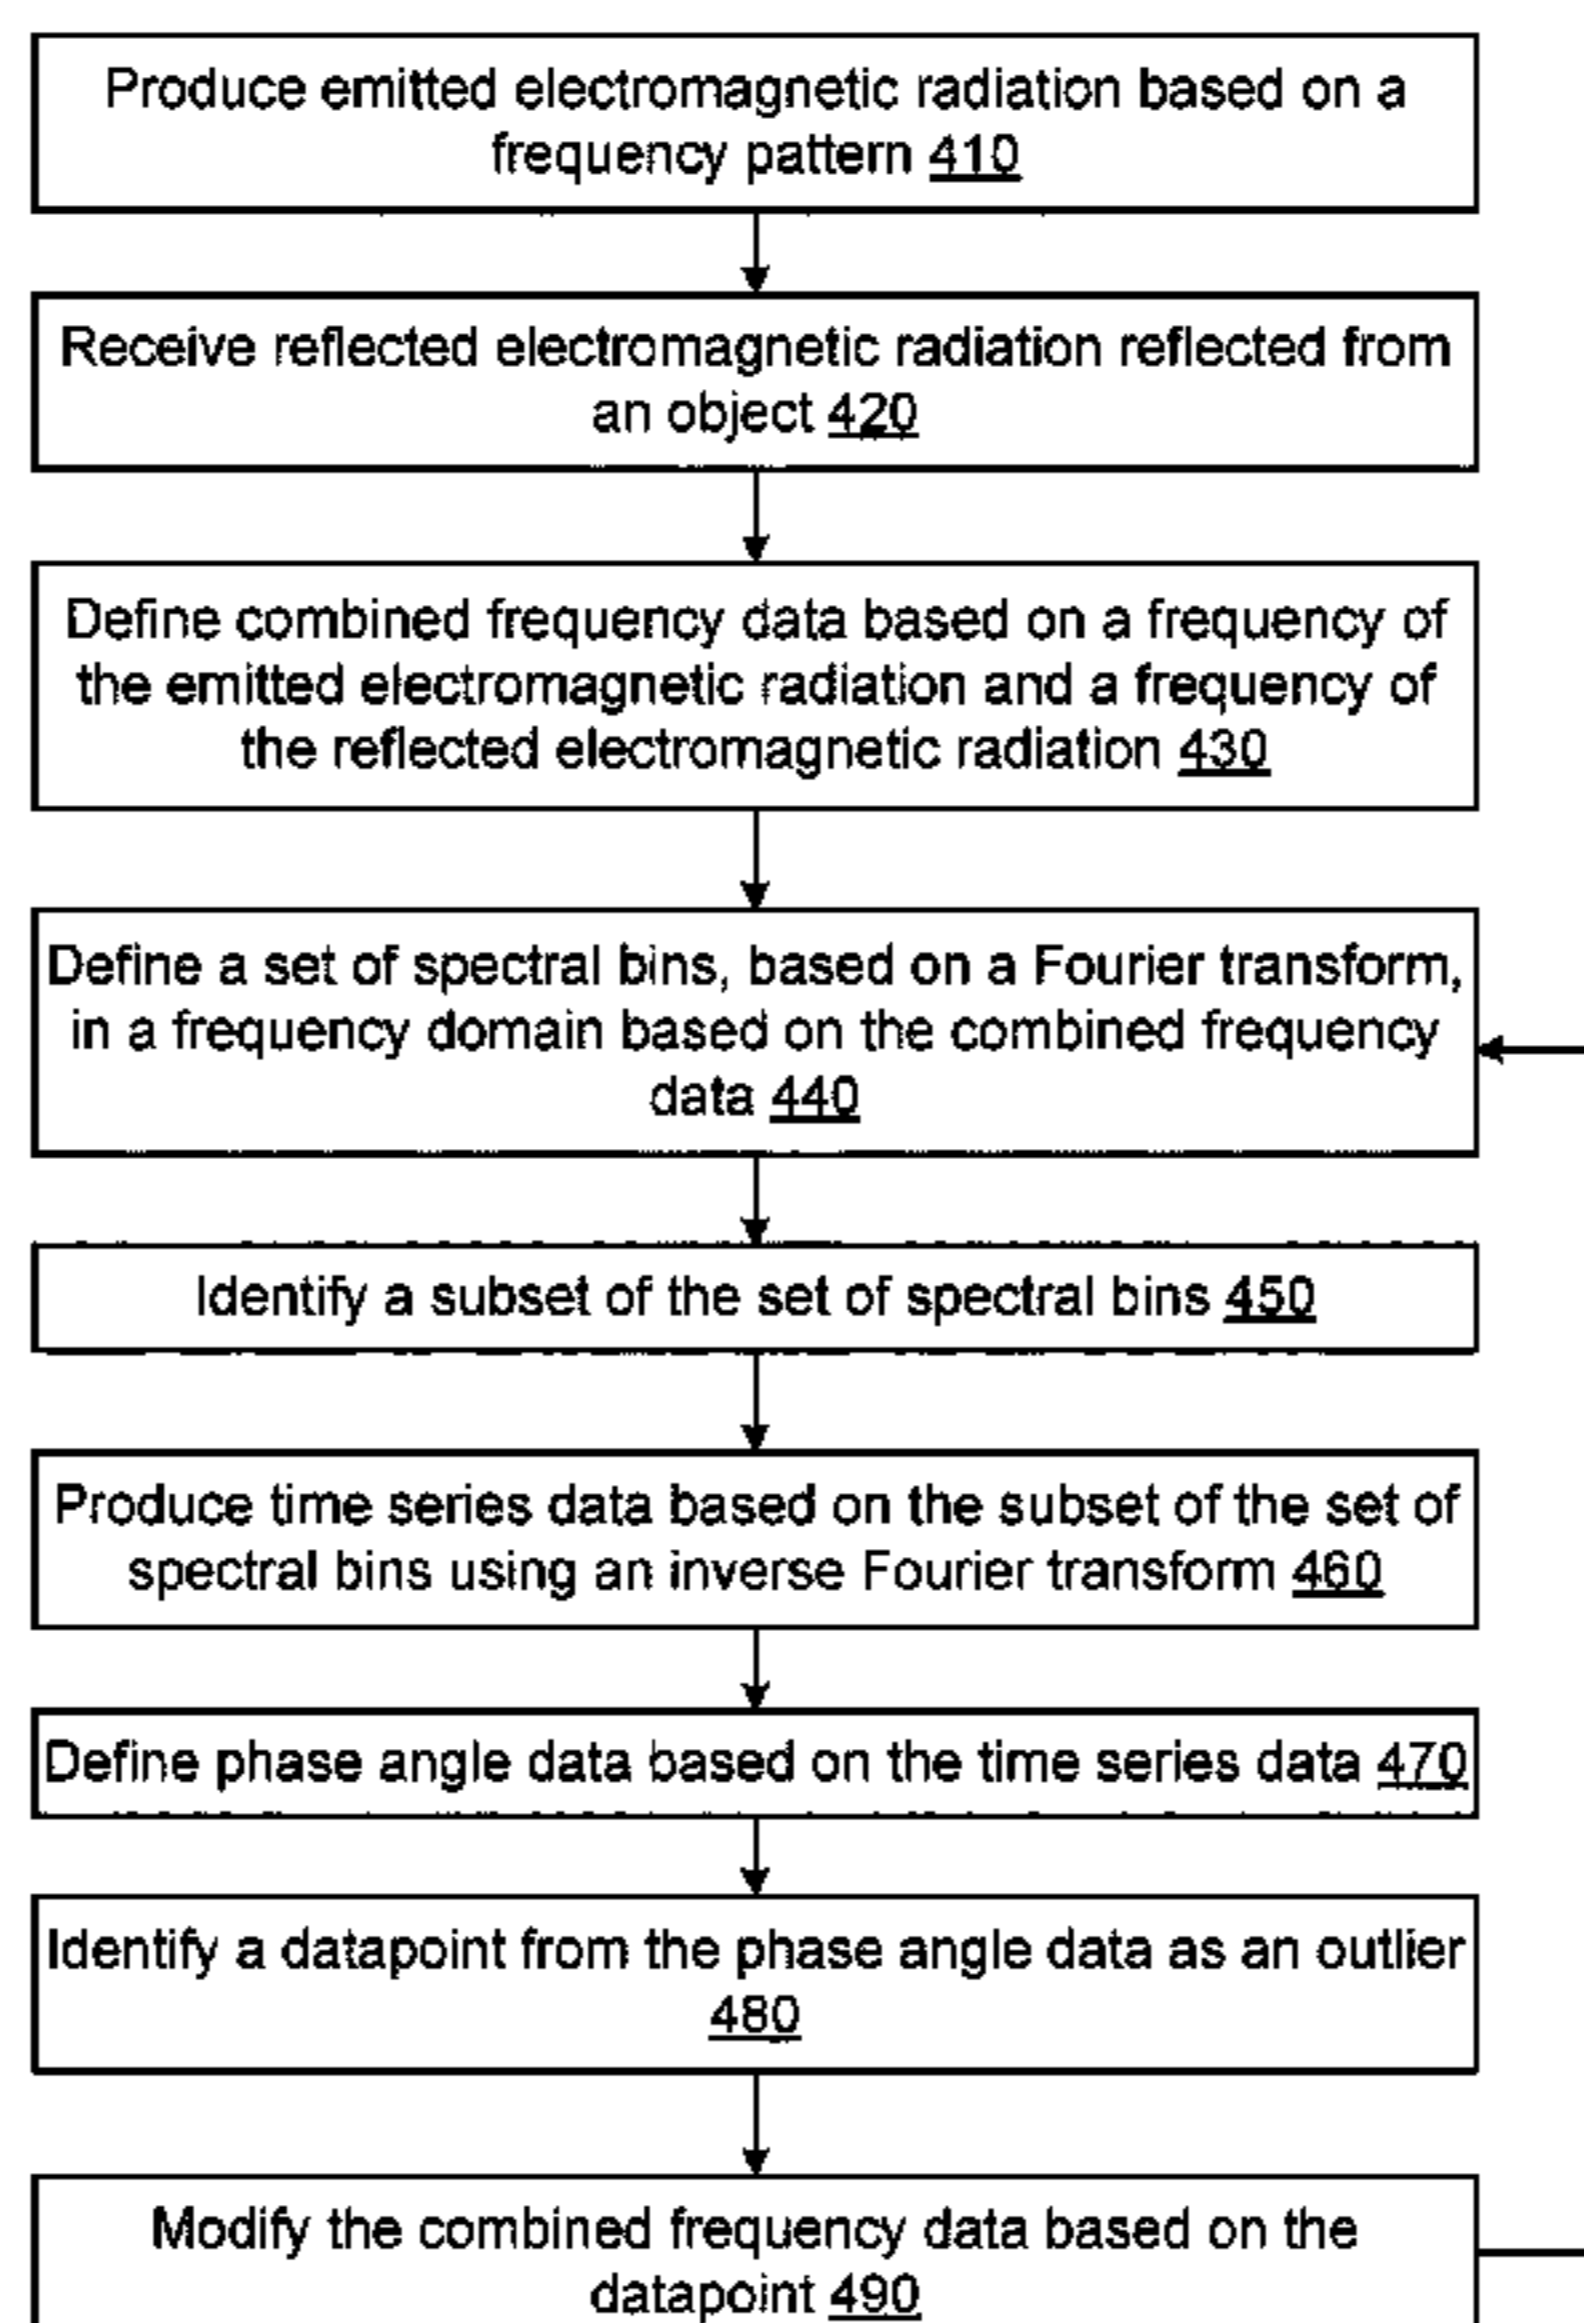 Produce emitted electromagnetic radiation based on a
frequency pattern 410
Receive reflected electromagnetic radiation reflected from
an object 420
Define combined frequency data based on a frequency of
the emitted electromagnetic radiation and a frequency of
the reflected electromagnetic radiation 430
Define a set of spectral bins, based on a Fourier transform,
in a frequency domain based on the combined frequency
data 440
Identify a subset of the set of spectral bins 450
Produce time series data based on the subset of the set of
spectral bins using an inverse Fourier transform 460
Define phase angle data based on the time series data 470
Identify a datapoint from the phase angle data as an outlier
480
Modify the combined frequency data based on the
datapoint 490